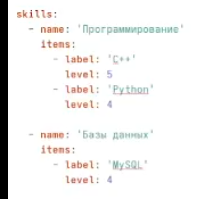 skills:
- name: 'Программирование'
items:
- label: 'C++'
level: 5
- label: 'Python'
level: 4
- name: 'Базы данных'
items:
- label: 'MySQL'
level: 4